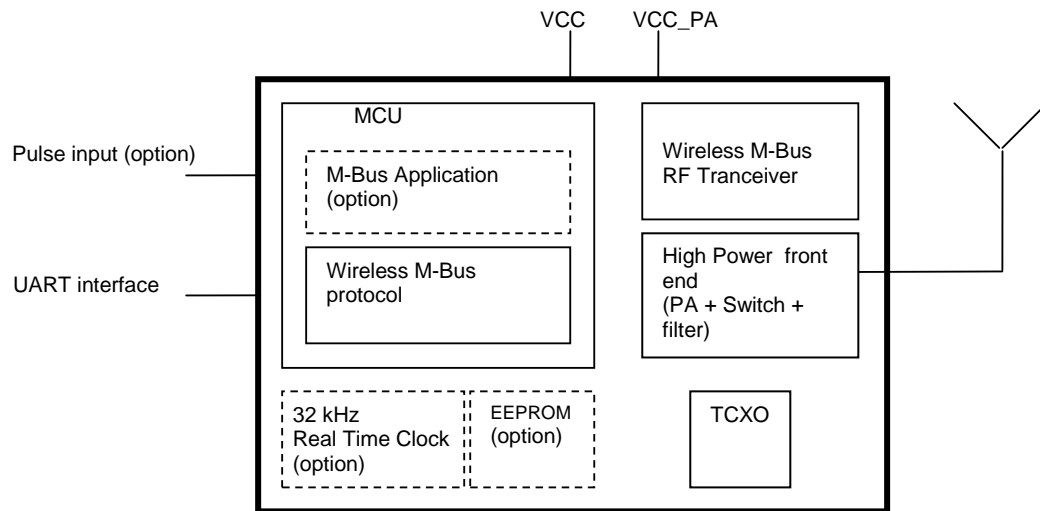 VCC
VCC_PA
MCU
Pulse input (option)
M-Bus Application
(option)
Wireless M-Bus
RF Tranceiver
UART interface
Wireless M-Bus
protocol
High Power front
end
(PA + Switch +
filter)
32 kHz
Real Time Clock
(option)
EEPROM
(option)
TCXO